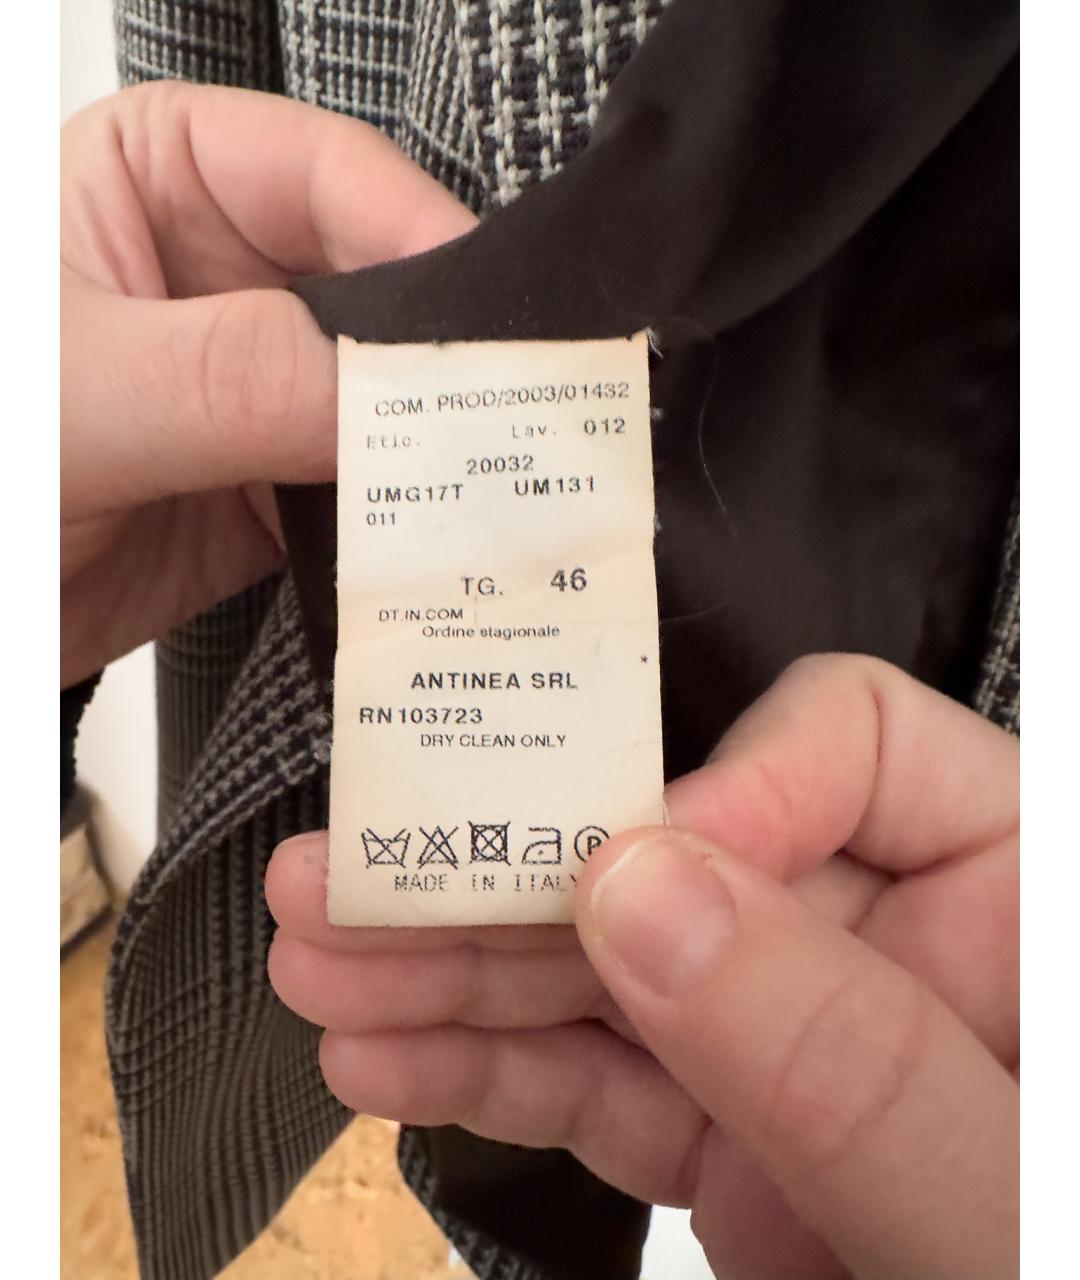 COM. PROD/2003/01432
Etic. Lav. 012
20032
UMG17T UM131
011
TG. 46
DT.IN.COM
Ordine stagionale
*
ANTINEA SRL
RN103723
DRY CLEAN ONLY
P
MADE IN ITALY